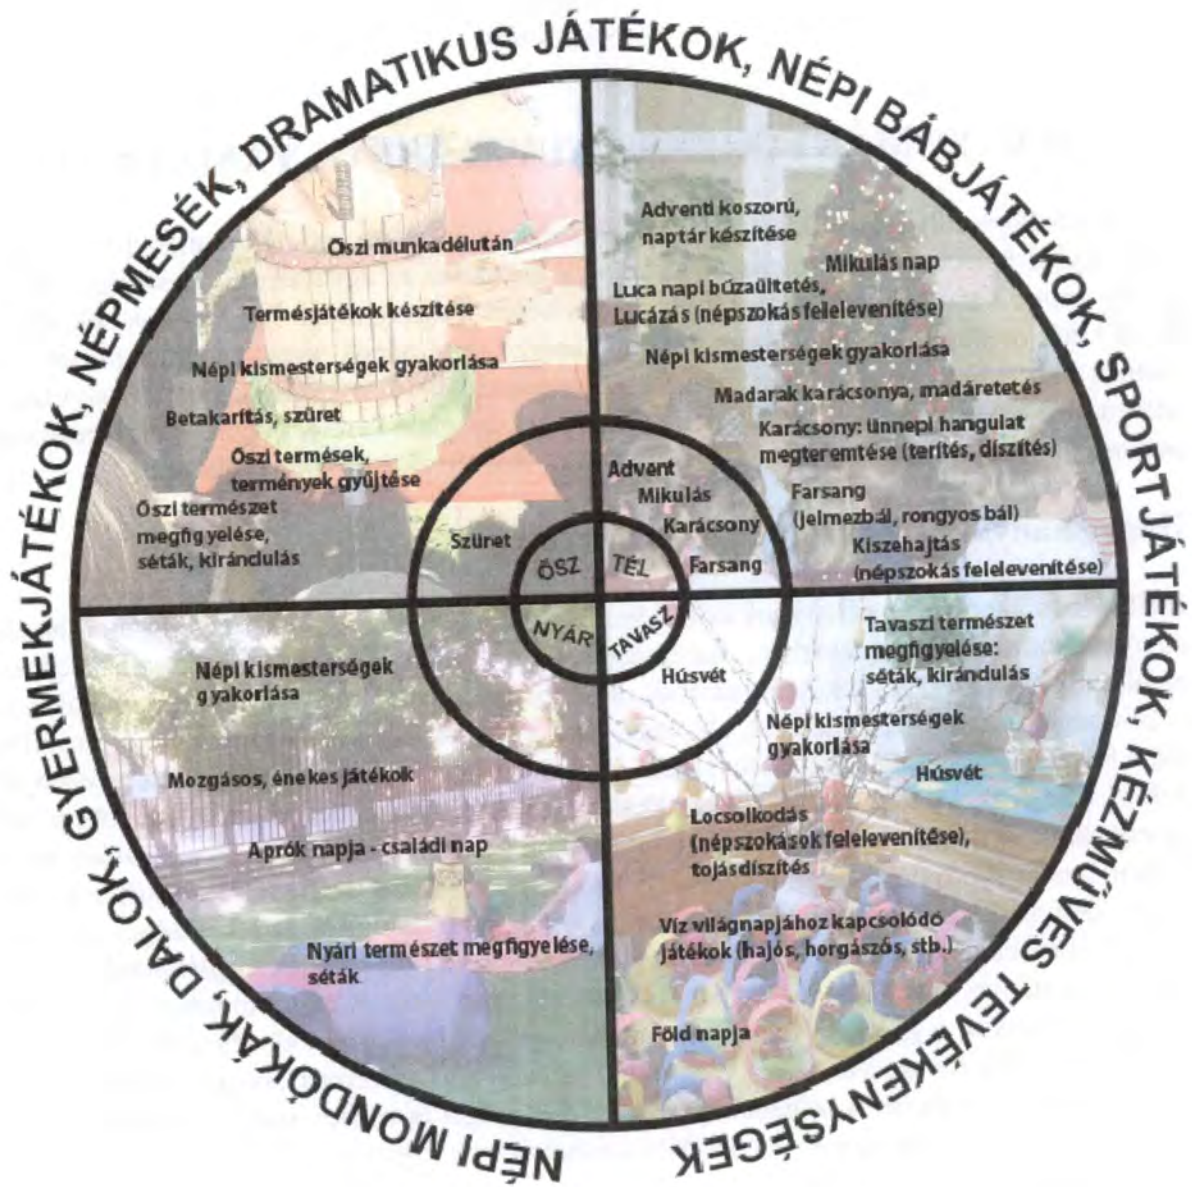 NÉPI MONDÓKÁK, DALOK, GYERMEKJÁTÉKOK, NÉPMESÉK, DRAMATIKUS JÁTÉKOK, NÉPI BÁBJÁTÉKOK, SPORTJÁTÉKOK, KÉZMŰVES TEVÉKENYSÉGEK
Őszi munkadélután
Termésjátékok készítése
Népi kismesterségek gyakorlása
Betakarítás, szüret
Őszi termések,
termények gyűjtése
Őszi természet
megfigyelése,
séták, kirándulás
Szüret
ŐSZ
Adventi koszorú,
naptár készítése
Mikulás nap
Luca napi búzaültetés,
Lucázás (népszokás felelevenítése)
Népi kismesterségek gyakorlása
Madarak karácsonya, madáretetés
Karácsony: ünnepi hangulat
megteremtése (terítés, díszítés)
Farsang
(jelmezbál, rongyos bál)
Kiszehajtás
(népszokás felelevenítése)
Advent
Mikulás
Karácsony
Farsang
TÉL
NYÁR
Népi kismesterségek
gyakorlása
Mozgásos, énekes játékok
Aprók napja - családi nap
Nyári természet megfigyelése,
séták
TAVASZ
Húsvét
Tavaszi természet
megfigyelése:
séták, kirándulás
Népi kismesterségek
gyakorlása
Húsvét
Locsolkodás
(népszokások felelevenítése),
tojásdíszítés
Víz világnapjához kapcsolódó
játékok (hajós, horgászós, stb.)
Föld napja